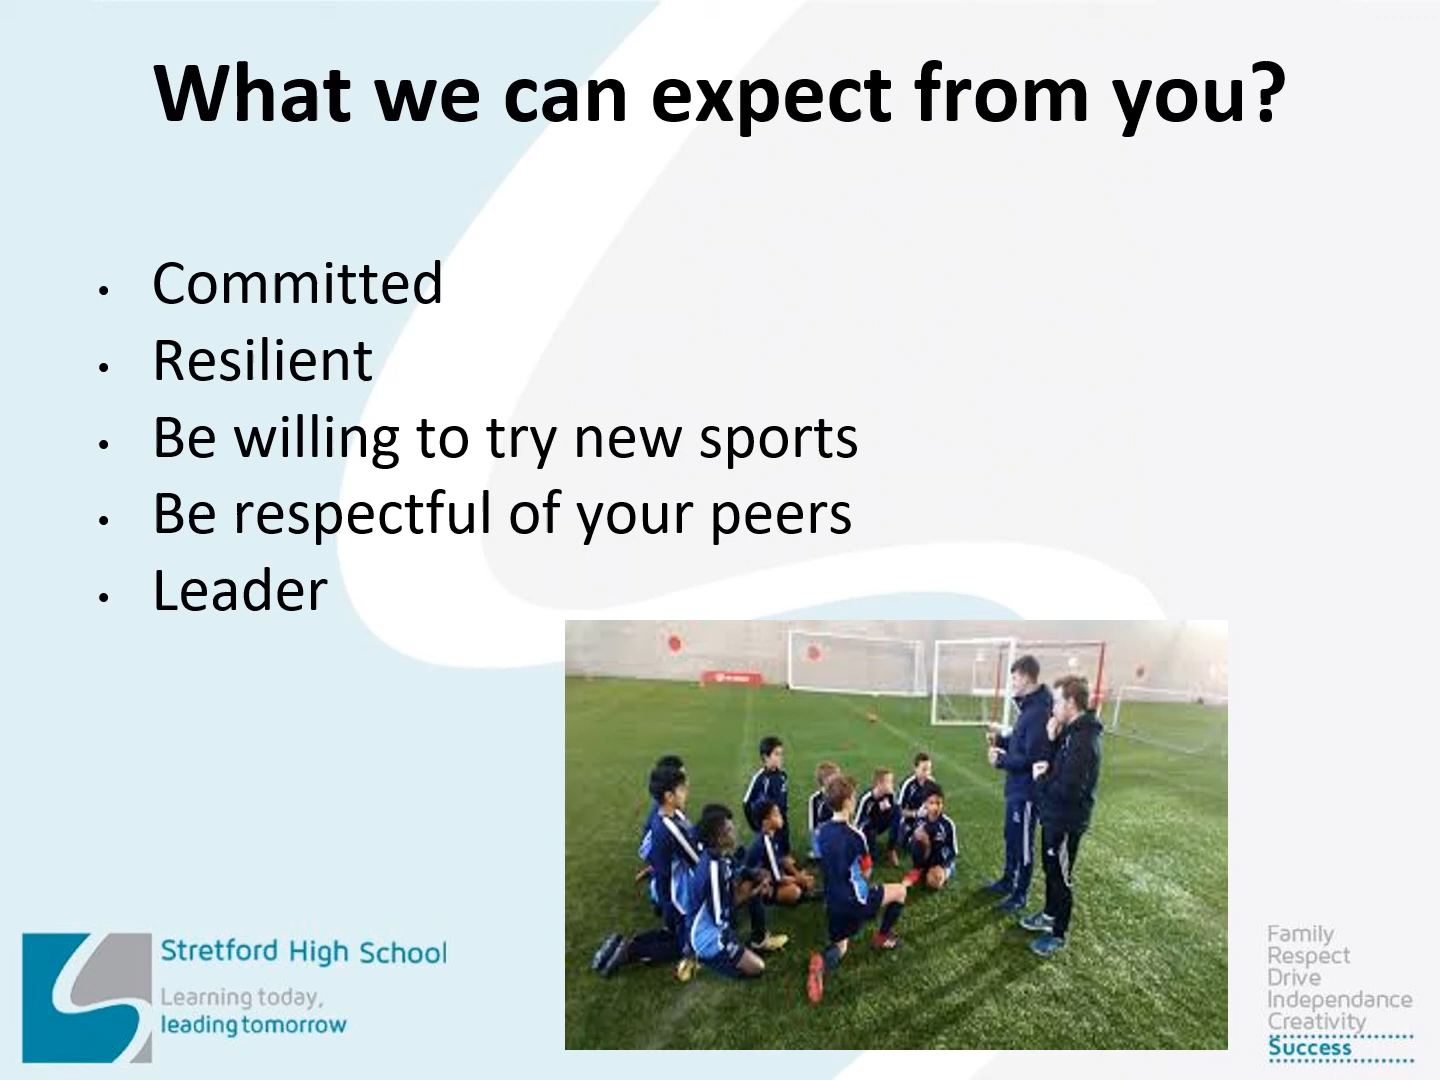 What we can expect from you?
• Committed
• Resilient
• Be willing to try new sports
• Be respectful of your peers
• Leader
Stretford High School
Learning today,
leading tomorrow
Family
Respect
Drive
Independance
Creativity
Success